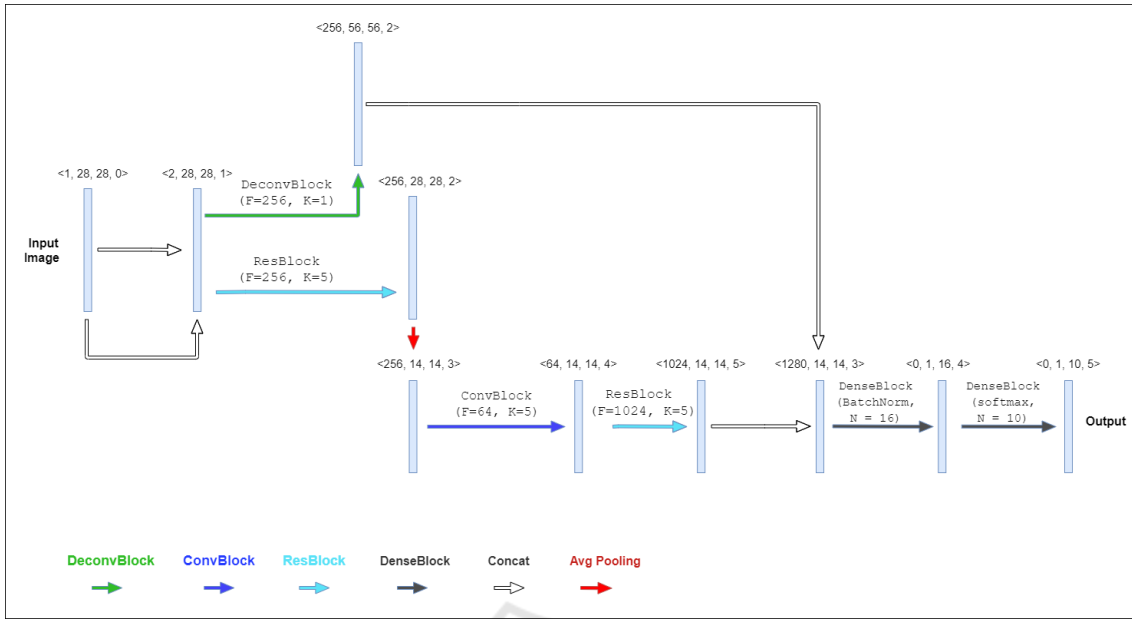 <256, 56, 56, 2>
<1, 28, 28, 0>
<2, 28, 28, 1>
DeconvBlock
(F=256, K=1)
<256, 28, 28, 2>
Input
Image
ResBlock
(F=256, K=5)
<256, 14, 14, 3>
<64, 14, 14, 4>
<1024, 14, 14, 5>
<1280, 14, 14, 3>
<0, 1, 16, 4>
<0, 1, 10, 5>
ConvBlock
(F=64, K=5)
ResBlock
(F=1024, K=5)
DenseBlock
(BatchNorm,
N = 16)
DenseBlock
(softmax,
N = 10)
Output
DeconvBlock
ConvBlock
ResBlock
DenseBlock
Concat
Avg Pooling